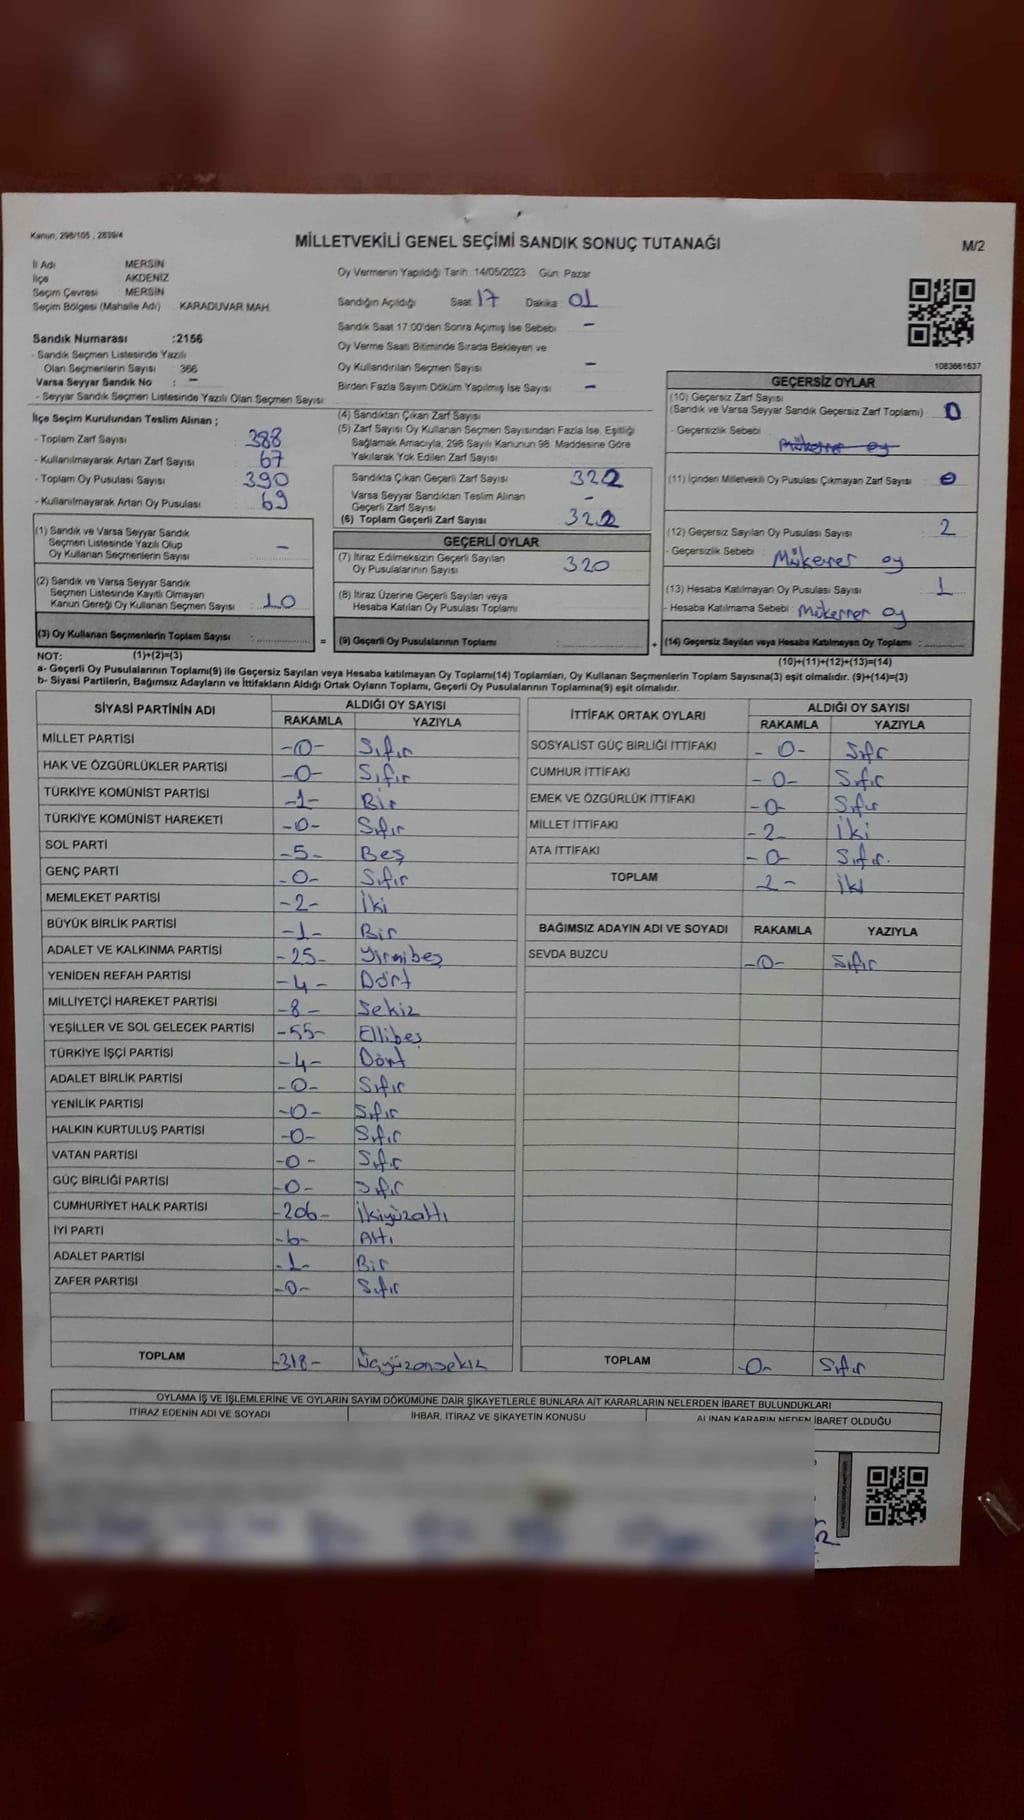 Kanun; 298/105 , 2839/4
MİLLETVEKİLİ GENEL SEÇİMİ SANDIK SONUÇ TUTANAĞI
M/2
İl Adı MERSİN
İlçe AKDENİZ
Seçim Çevresi MERSİN
Seçim Bölgesi (Mahalle Adı) KARADUVAR MAH.
Oy Vermenin Yapıldığı Tarih :14/05/2023 Gün: Pazar
Sandığın Açıldığı Saat 17 Dakika 01
Sandık Saat 17:00'den Sonra Açılmış İse Sebebi : -
Oy Verme Saati Bitiminde Sırada Bekleyen ve
Oy Kullandırılan Seçmen Sayısı -
Birden Fazla Sayım Döküm Yapılmış İse Sayısı -
1083661637
Sandık Numarası :2156
- Sandık Seçmen Listesinde Yazılı
Olan Seçmenlerin Sayısı 366
Varsa Seyyar Sandık No : -
- Seyyar Sandık Seçmen Listesinde Yazılı Olan Seçmen Sayısı:
İlçe Seçim Kurulundan Teslim Alınan ;
- Toplam Zarf Sayısı : 388
- Kullanılmayarak Artan Zarf Sayısı : 67
- Toplam Oy Pusulası Sayısı : 390
- Kullanılmayarak Artan Oy Pusulası : 69
(1) Sandık ve Varsa Seyyar Sandık
Seçmen Listesinde Yazılı Olup
Oy Kullanan Seçmenlerin Sayısı : -
(2) Sandık ve Varsa Seyyar Sandık
Seçmen Listesinde Kayıtlı Olmayan
Kanun Gereği Oy Kullanan Seçmen Sayısı : 10
(3) Oy Kullanan Seçmenlerin Toplam Sayısı :
(4) Sandıktan Çıkan Zarf Sayısı
(5) Zarf Sayısı Oy Kullanan Seçmen Sayısından Fazla İse, Eşitliği
Sağlamak Amacıyla; 298 Sayılı Kanunun 98. Maddesine Göre
Yakılarak Yok Edilen Zarf Sayısı
Sandıkta Çıkan Geçerli Zarf Sayısı 322
Varsa Seyyar Sandıktan Teslim Alınan
Geçerli Zarf Sayısı -
(6) Toplam Geçerli Zarf Sayısı 322
GEÇERLİ OYLAR
(7) İtiraz Edilmeksizin Geçerli Sayılan
Oy Pusulalarının Sayısı 320
(8) İtiraz Üzerine Geçerli Sayılan veya
Hesaba Katılan Oy Pusulası Toplamı
= (9) Geçerli Oy Pusulalarının Toplamı : +
GEÇERSİZ OYLAR
(10) Geçersiz Zarf Sayısı
(Sandık ve Varsa Seyyar Sandık Geçersiz Zarf Toplamı) : 0
- Geçersizlik Sebebi : Mükerrer oy
(11) İçinden Milletvekili Oy Pusulası Çıkmayan Zarf Sayısı : 0
(12) Geçersiz Sayılan Oy Pusulası Sayısı : 2
- Geçersizlik Sebebi : Mükerrer oy
(13) Hesaba Katılmayan Oy Pusulası Sayısı : 1
- Hesaba Katılmama Sebebi : Mükerrer oy
(14) Geçersiz Sayılan veya Hesaba Katılmayan Oy Toplamı :
NOT: (1)+(2)=(3)
(10)+(11)+(12)+(13)=(14)
a- Geçerli Oy Pusulalarının Toplamı(9) ile Geçersiz Sayılan veya Hesaba katılmayan Oy Toplamı(14) Toplamları, Oy Kullanan Seçmenlerin Toplam Sayısına(3) eşit olmalıdır. (9)+(14)=(3)
b- Siyasi Partilerin, Bağımsız Adayların ve İttifakların Aldığı Ortak Oyların Toplamı, Geçerli Oy Pusulalarının Toplamına(9) eşit olmalıdır.
SİYASİ PARTİNİN ADI ALDIĞI OY SAYISI
RAKAMLA YAZIYLA
MİLLET PARTİSİ -0- Sıfır
HAK VE ÖZGÜRLÜKLER PARTİSİ -0- Sıfır
TÜRKİYE KOMÜNİST PARTİSİ -1- Bir
TÜRKİYE KOMÜNİST HAREKETİ -0- Sıfır
SOL PARTİ -5- Beş
GENÇ PARTİ -0- Sıfır
MEMLEKET PARTİSİ -2- İki
BÜYÜK BİRLİK PARTİSİ -1- Bir
ADALET VE KALKINMA PARTİSİ -25- Yirmibeş
YENİDEN REFAH PARTİSİ -4- Dört
MİLLİYETÇİ HAREKET PARTİSİ -8- Sekiz
YEŞİLLER VE SOL GELECEK PARTİSİ -55- Ellibeş
TÜRKİYE İŞÇİ PARTİSİ -4- Dört
ADALET BİRLİK PARTİSİ -0- Sıfır
YENİLİK PARTİSİ -0- Sıfır
HALKIN KURTULUŞ PARTİSİ -0- Sıfır
VATAN PARTİSİ -0- Sıfır
GÜÇ BİRLİĞİ PARTİSİ -0- Sıfır
CUMHURİYET HALK PARTİSİ -206- İkiyüzaltı
İYİ PARTİ -6- Altı
ADALET PARTİSİ -1- Bir
ZAFER PARTİSİ -0- Sıfır
TOPLAM -318- Üçyüzonsekiz
İTTİFAK ORTAK OYLARI ALDIĞI OY SAYISI
RAKAMLA YAZIYLA
SOSYALİST GÜÇ BİRLİĞİ İTTİFAKI -0- Sıfır
CUMHUR İTTİFAKI -0- Sıfır
EMEK VE ÖZGÜRLÜK İTTİFAKI -0- Sıfır
MİLLET İTTİFAKI -2- İki
ATA İTTİFAKI -0- Sıfır.
TOPLAM 2- İki
BAĞIMSIZ ADAYIN ADI VE SOYADI RAKAMLA YAZIYLA
SEVDA BUZCU -0- Sıfır
TOPLAM -0- Sıfır
OYLAMA İŞ VE İŞLEMLERİNE VE OYLARIN SAYIM DÖKÜMÜNE DAİR ŞİKAYETLERLE BUNLARA AİT KARARLARIN NELERDEN İBARET BULUNDUKLARI
İTİRAZ EDENİN ADI VE SOYADI İHBAR, İTİRAZ VE ŞİKAYETİN KONUSU ALINAN KARARIN NEDEN İBARET OLDUĞU